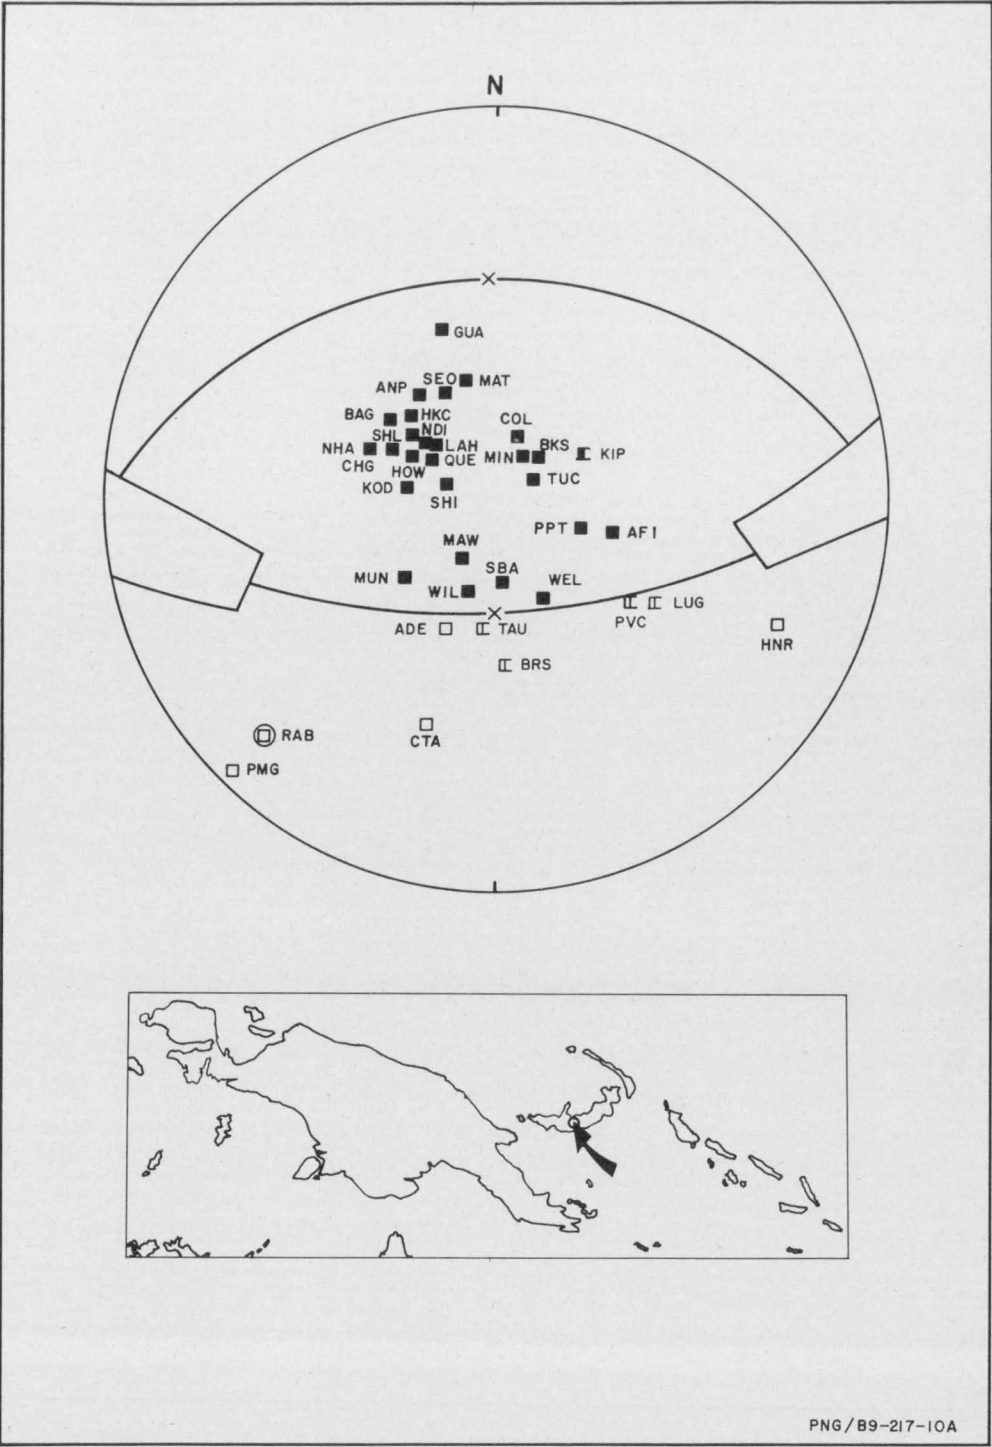 N
GUA
SEO MAT
ANP
BAG HKC
COL
NDI
SHL
LAH
BKS
NHA
MIN
KIP
CHG
HOW
QUE
KOD
TUC
SHI
PPT
AFI
MAW
SBA
MUN
WEL
WIL
LUG
PVC
ADE
TAU
HNR
BRS
RAB
CTA
PMG
PNG/B9-217-10A